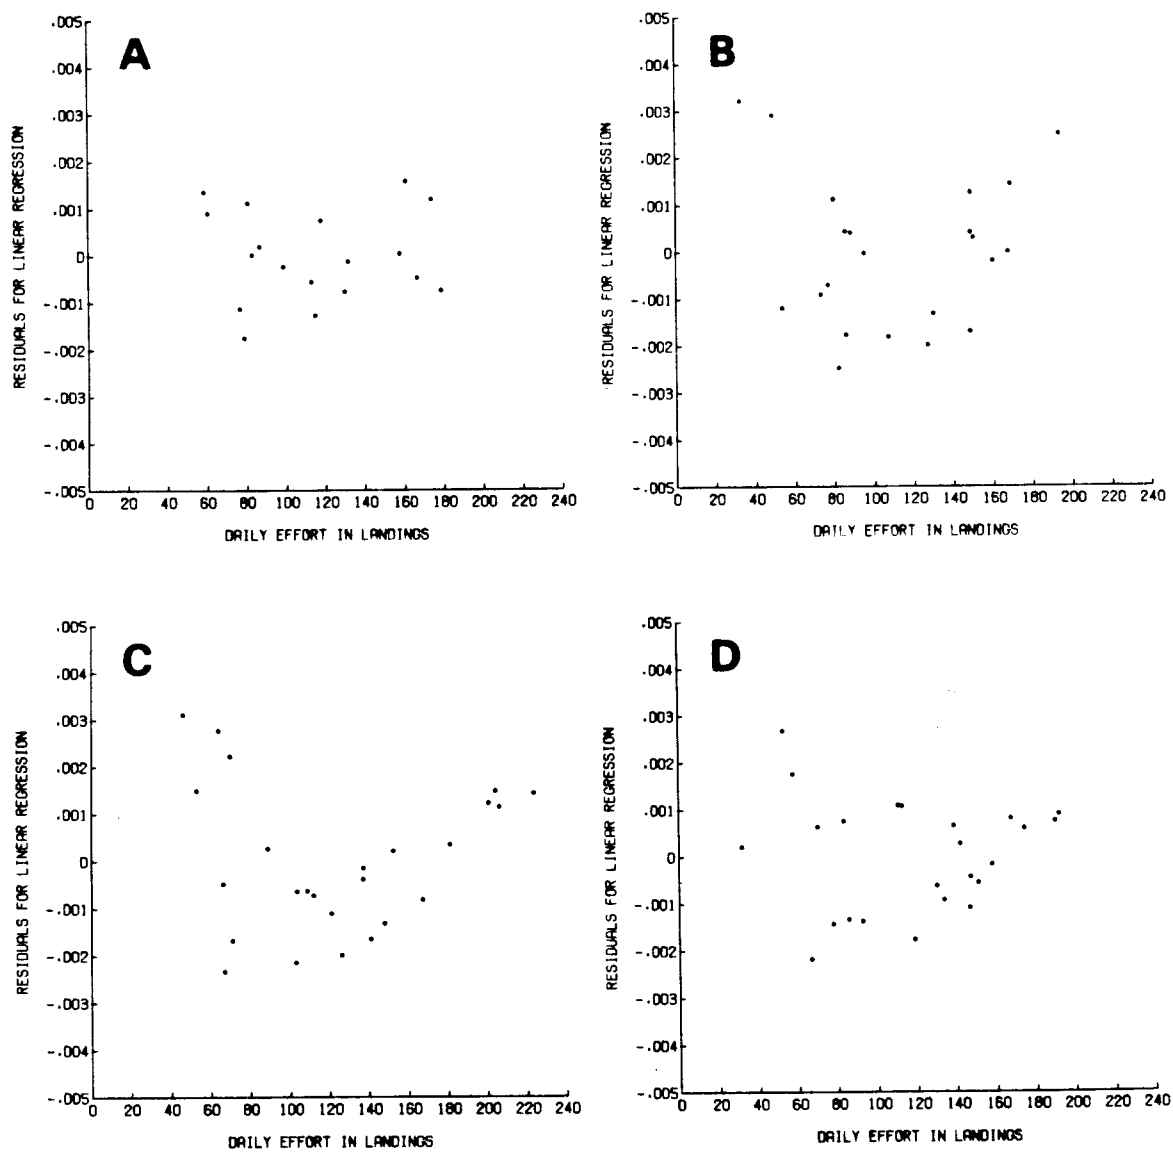 A
RESIDUALS FOR LINEAR REGRESSION
.005
.004
.003
.002
.001
0
-.001
-.002
-.003
-.004
-.005
0 20 40 60 80 100 120 140 160 180 200 220 240
DAILY EFFORT IN LANDINGS
B
RESIDUALS FOR LINEAR REGRESSION
.005
.004
.003
.002
.001
0
-.001
-.002
-.003
-.004
-.005
0 20 40 60 80 100 120 140 160 180 200 220 240
DAILY EFFORT IN LANDINGS
C
RESIDUALS FOR LINEAR REGRESSION
.005
.004
.003
.002
.001
0
-.001
-.002
-.003
-.004
-.005
0 20 40 60 80 100 120 140 160 180 200 220 240
DAILY EFFORT IN LANDINGS
D
RESIDUALS FOR LINEAR REGRESSION
.005
.004
.003
.002
.001
0
-.001
-.002
-.003
-.004
-.005
0 20 40 60 80 100 120 140 160 180 200 220 240
DAILY EFFORT IN LANDINGS